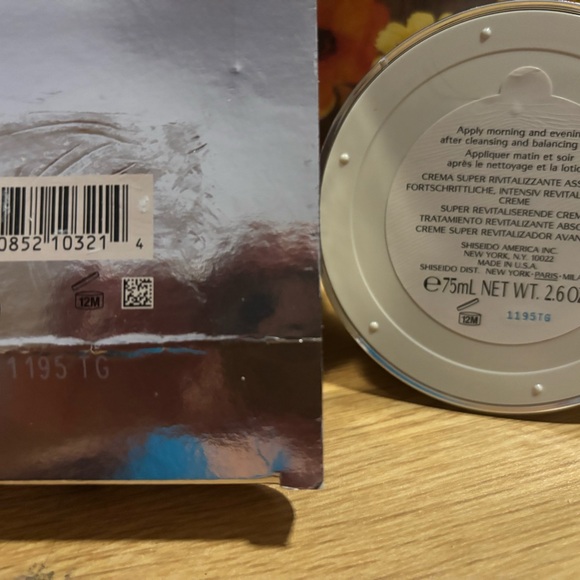 0852 10321 4
12M
1195 TG
Apply morning and evenin
after cleansing and balancing
Appliquer matin et soir
après le nettoyage et la lotio
CREMA SUPER RIVITALIZZANTE ASS
FORTSCHRITTLICHE, INTENSIV REVITAL
CREME
SUPER REVITALISERENDE CREM
TRATAMIENTO REVITALIZANTE ABSO
CREME SUPER REVITALIZADOR AVAN
SHISEIDO AMERICA INC.
NEW YORK, N.Y. 10022
MADE IN U.S.A.
SHISEIDO DIST. NEW YORK-PARIS-MILA
℮75mL NET WT. 2.6 OZ
12M
1195TG